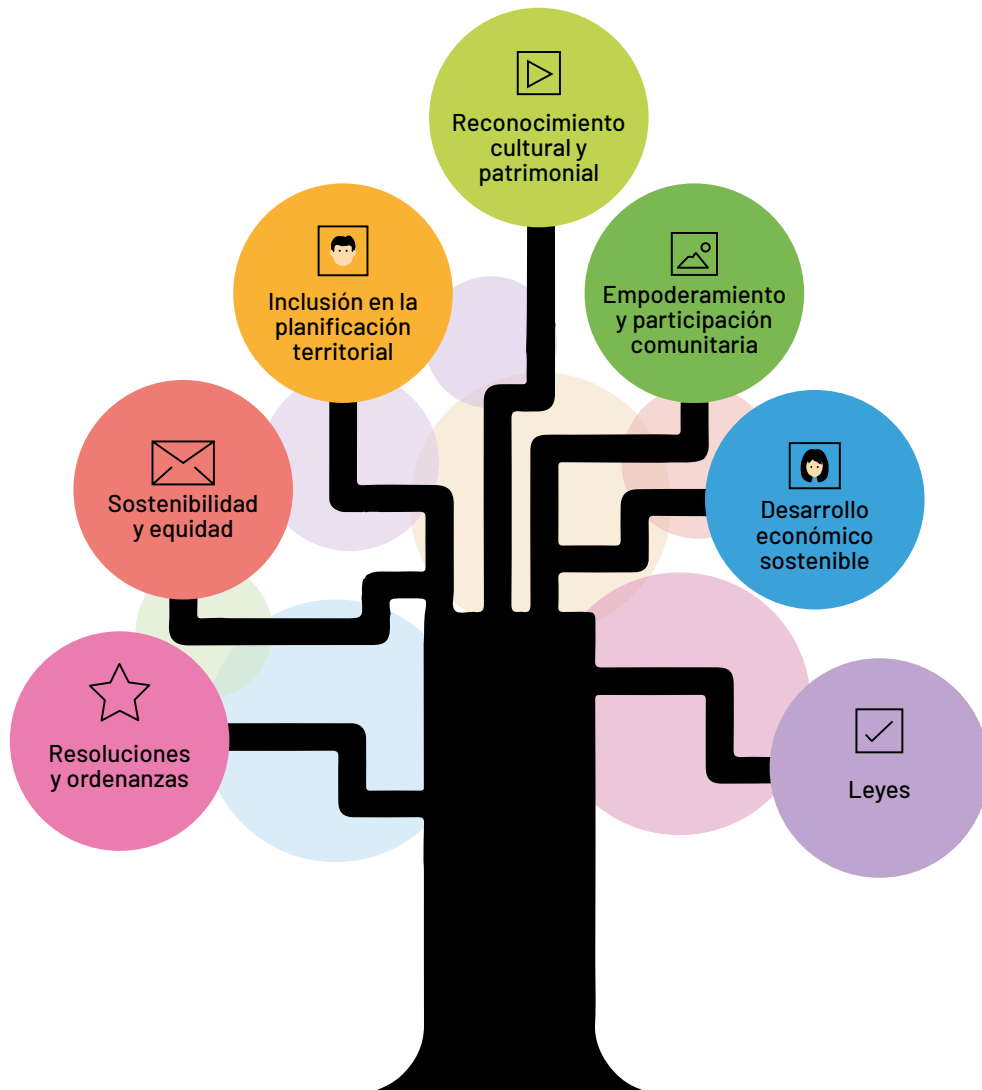 Reconocimiento
cultural y
patrimonial
Inclusión en la
planificación
territorial
Empoderamiento
y participación
comunitaria
Sostenibilidad
y equidad
Desarrollo
económico
sostenible
Resoluciones
y ordenanzas
Leyes